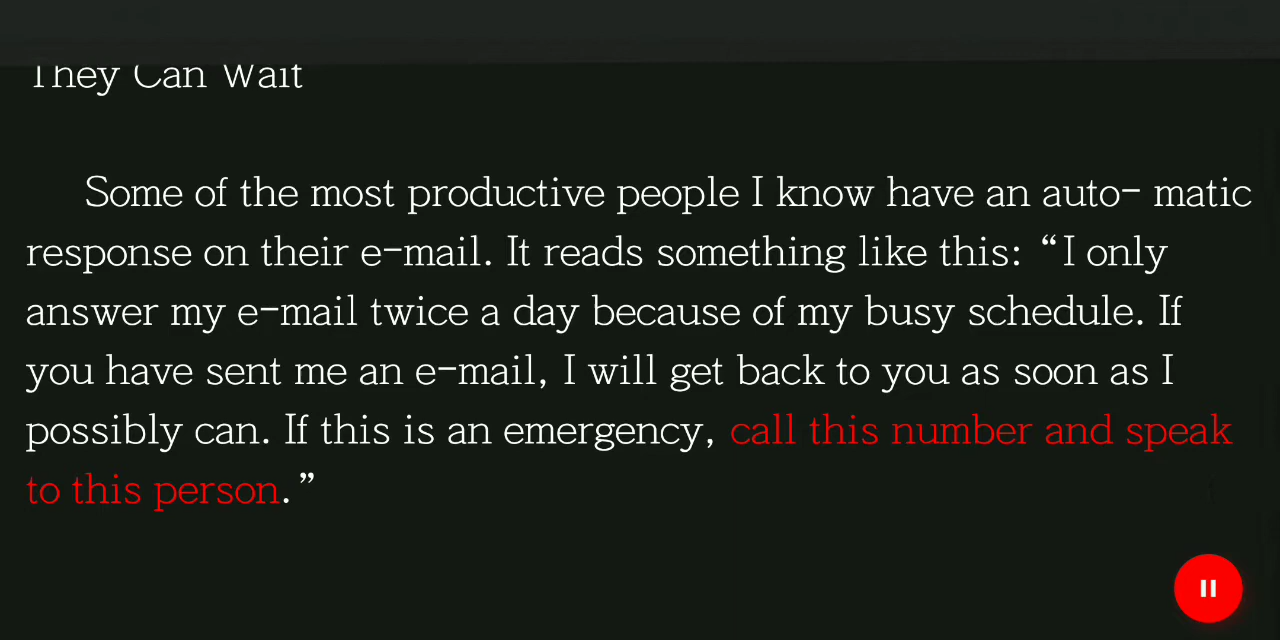 They Can Wait
Some of the most productive people I know have an auto- matic
response on their e-mail. It reads something like this: “I only
answer my e-mail twice a day because of my busy schedule. If
you have sent me an e-mail, I will get back to you as soon as I
possibly can. If this is an emergency, call this number and speak
to this person.”